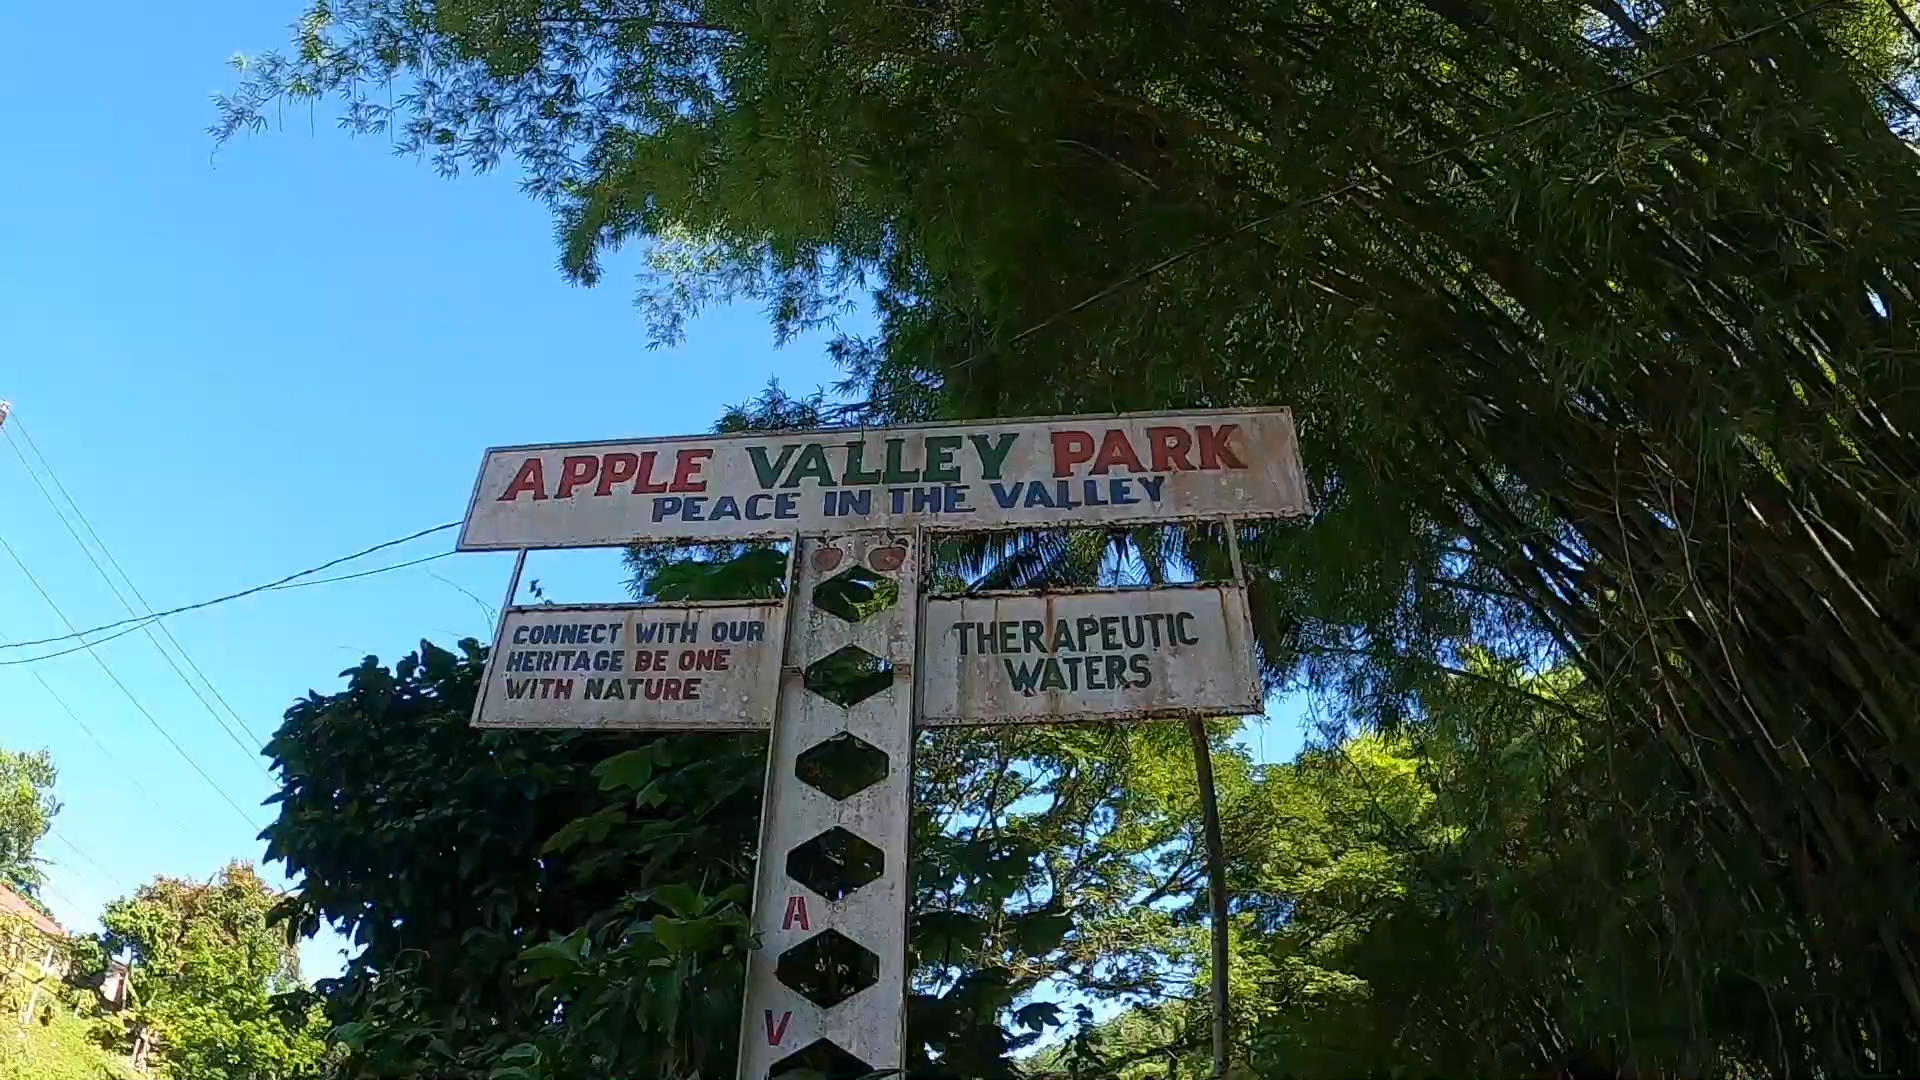 APPLE VALLEY PARK
PEACE IN THE VALLEY
CONNECT WITH OUR
HERITAGE BE ONE
WITH NATURE
THERAPEUTIC
WATERS
A
V